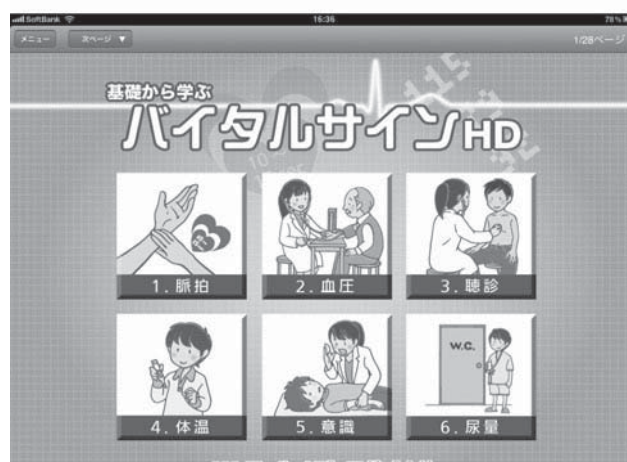 SoftBank 16:36 78%
メニュー 次ページ ▼ 1/28ページ
基礎から学ぶ
バイタルサインHD
115
1. 脈拍 2. 血圧 3. 聴診
W.C.
4. 体温 5. 意識 6. 尿量